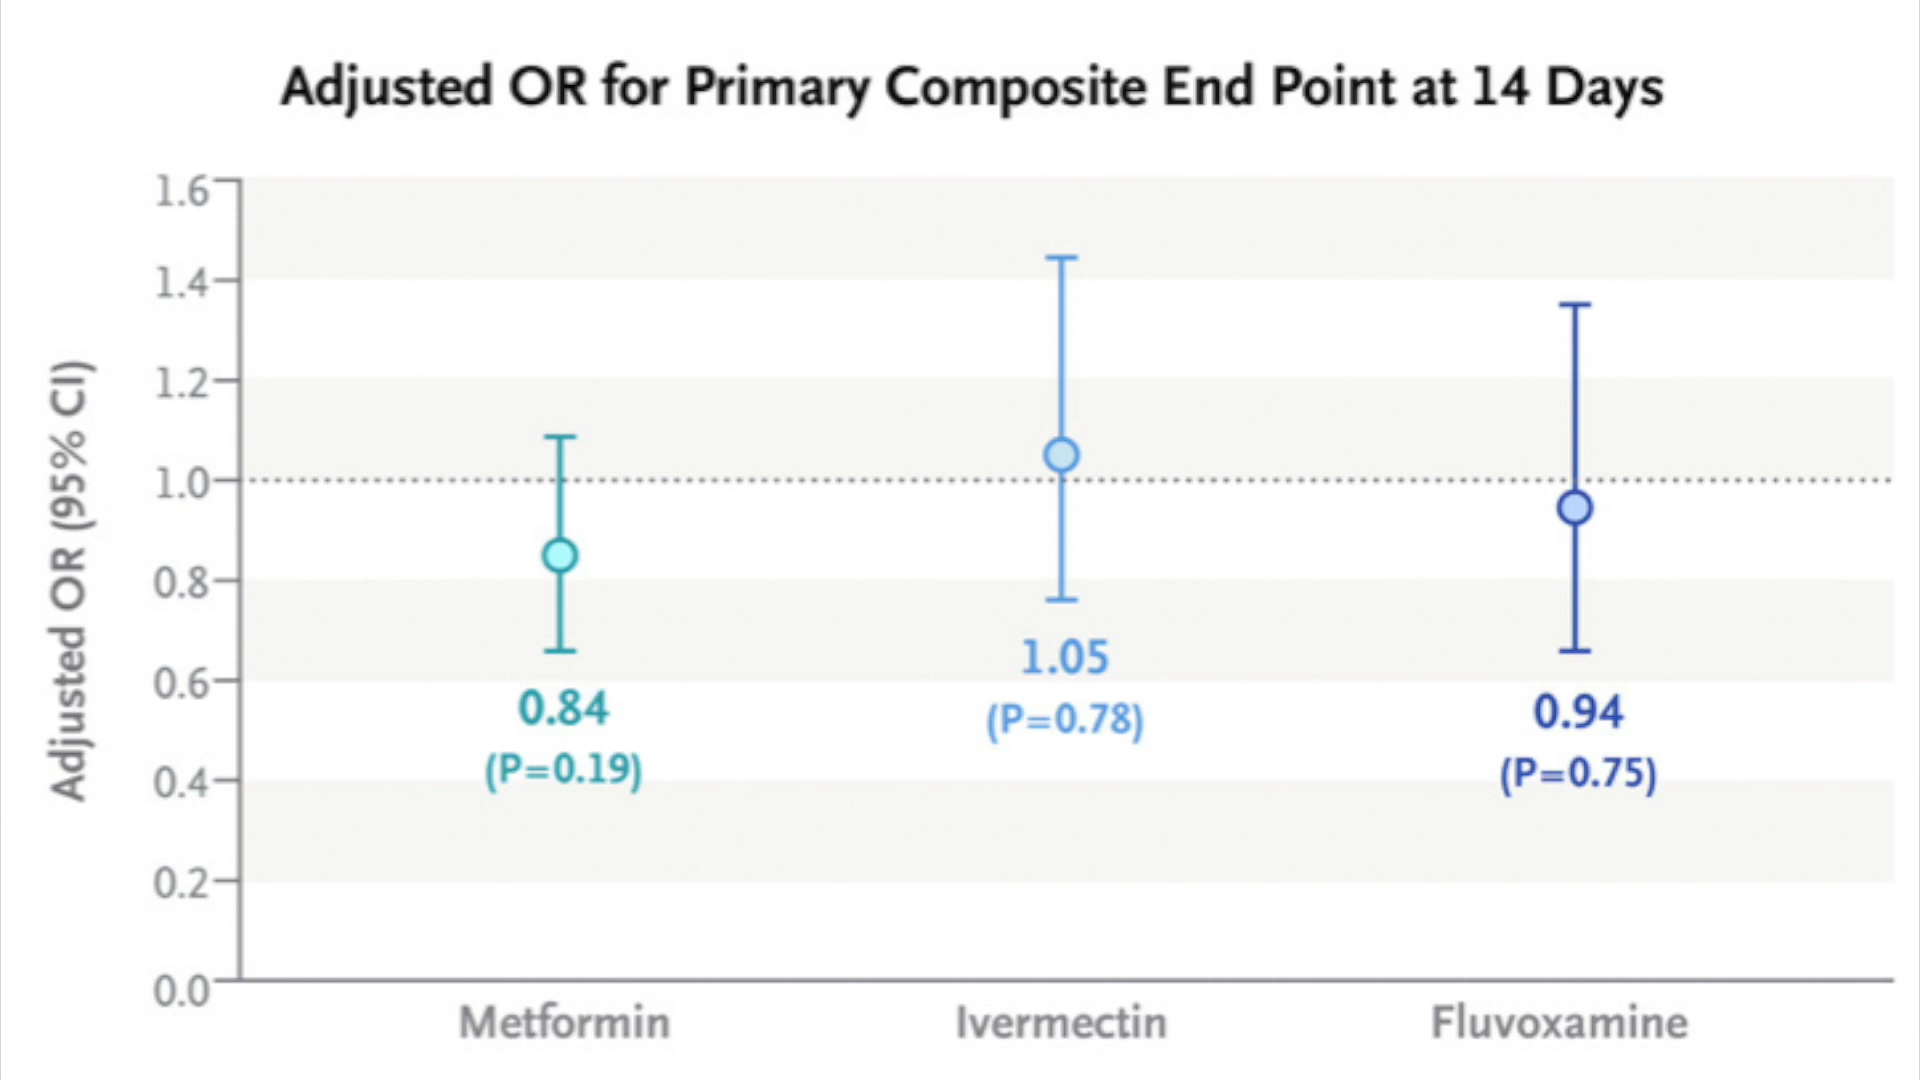 Adjusted OR for Primary Composite End Point at 14 Days
Adjusted OR (95% CI)
1.6
1.4
1.2
1.0
0.8
0.6
0.4
0.2
0.0
0.84
(P=0.19)
1.05
(P=0.78)
0.94
(P=0.75)
Metformin
Ivermectin
Fluvoxamine